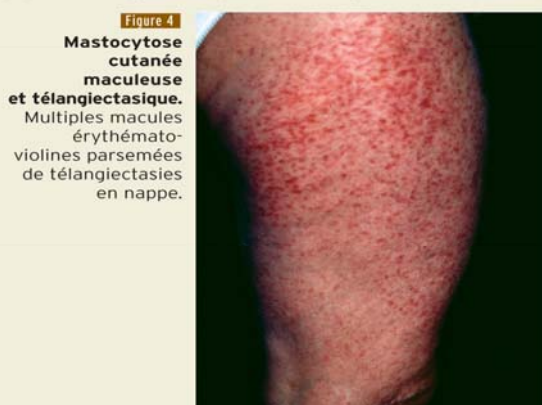 Figure 4
Mastocytose
cutanée
maculeuse
et télangiectasique.
Multiples macules
érythémato-
violines parsemées
de télangiectasies
en nappe.